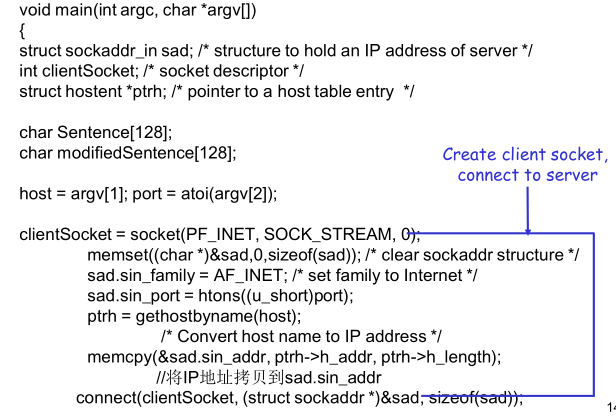 void main(int argc, char *argv[])
{
struct sockaddr_in sad; /* structure to hold an IP address of server */
int clientSocket; /* socket descriptor */
struct hostent *ptrh; /* pointer to a host table entry */
char Sentence[128];
char modifiedSentence[128];
Create client socket,
connect to server
host = argv[1]; port = atoi(argv[2]);
clientSocket = socket(PF_INET, SOCK_STREAM, 0);
memset((char *)&sad,0,sizeof(sad)); /* clear sockaddr structure */
sad.sin_family = AF_INET; /* set family to Internet */
sad.sin_port = htons((u_short)port);
ptrh = gethostbyname(host);
/* Convert host name to IP address */
memcpy(&sad.sin_addr, ptrh->h_addr, ptrh->h_length);
//将IP地址拷贝到sad.sin_addr
connect(clientSocket, (struct sockaddr *)&sad, sizeof(sad));